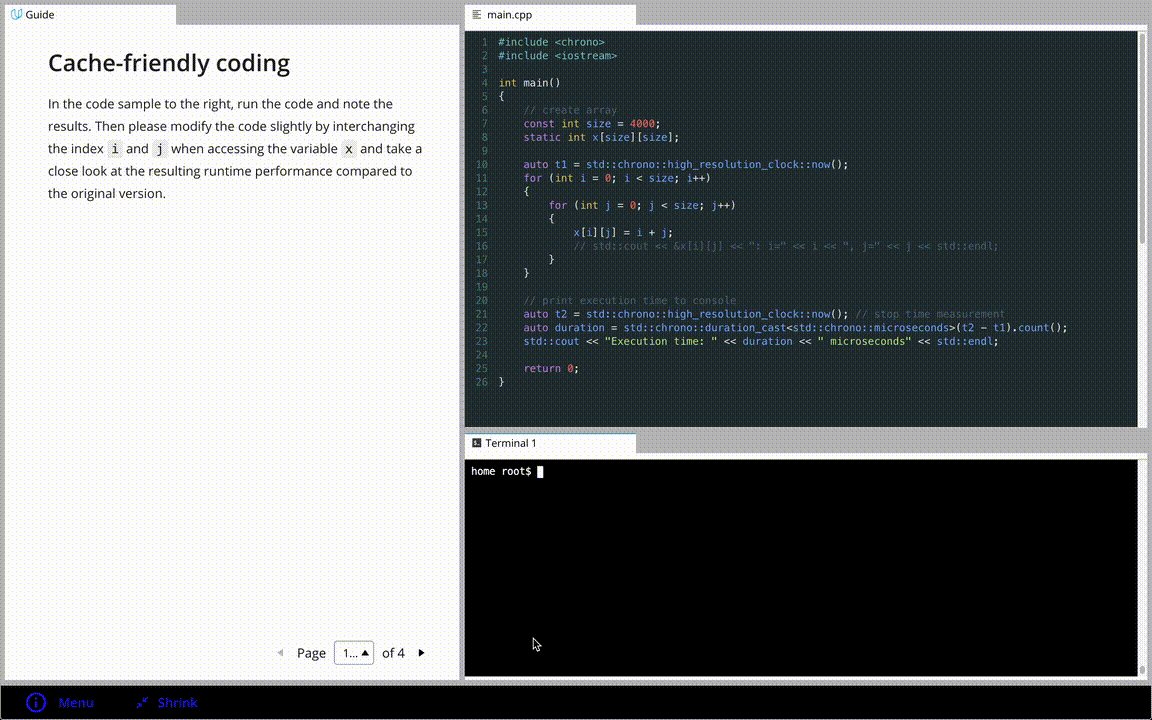 Guide
Cache-friendly coding
In the code sample to the right, run the code and note the
results. Then please modify the code slightly by interchanging
the index i and j when accessing the variable x and take a
close look at the resulting runtime performance compared to
the original version.
Page 1... of 4
main.cpp
1 #include <chrono>
2 #include <iostream>
3
4 int main()
5 {
6     // create array
7     const int size = 4000;
8     static int x[size][size];
9
10     auto t1 = std::chrono::high_resolution_clock::now();
11     for (int i = 0; i < size; i++)
12     {
13         for (int j = 0; j < size; j++)
14         {
15             x[i][j] = i + j;
16             // std::cout << &x[i][j] << ": i=" << i << ", j=" << j << std::endl;
17         }
18     }
19
20     // print execution time to console
21     auto t2 = std::chrono::high_resolution_clock::now(); // stop time measurement
22     auto duration = std::chrono::duration_cast<std::chrono::microseconds>(t2 - t1).count();
23     std::cout << "Execution time: " << duration << " microseconds" << std::endl;
24
25     return 0;
26 }
Terminal 1
home root$
Menu Shrink